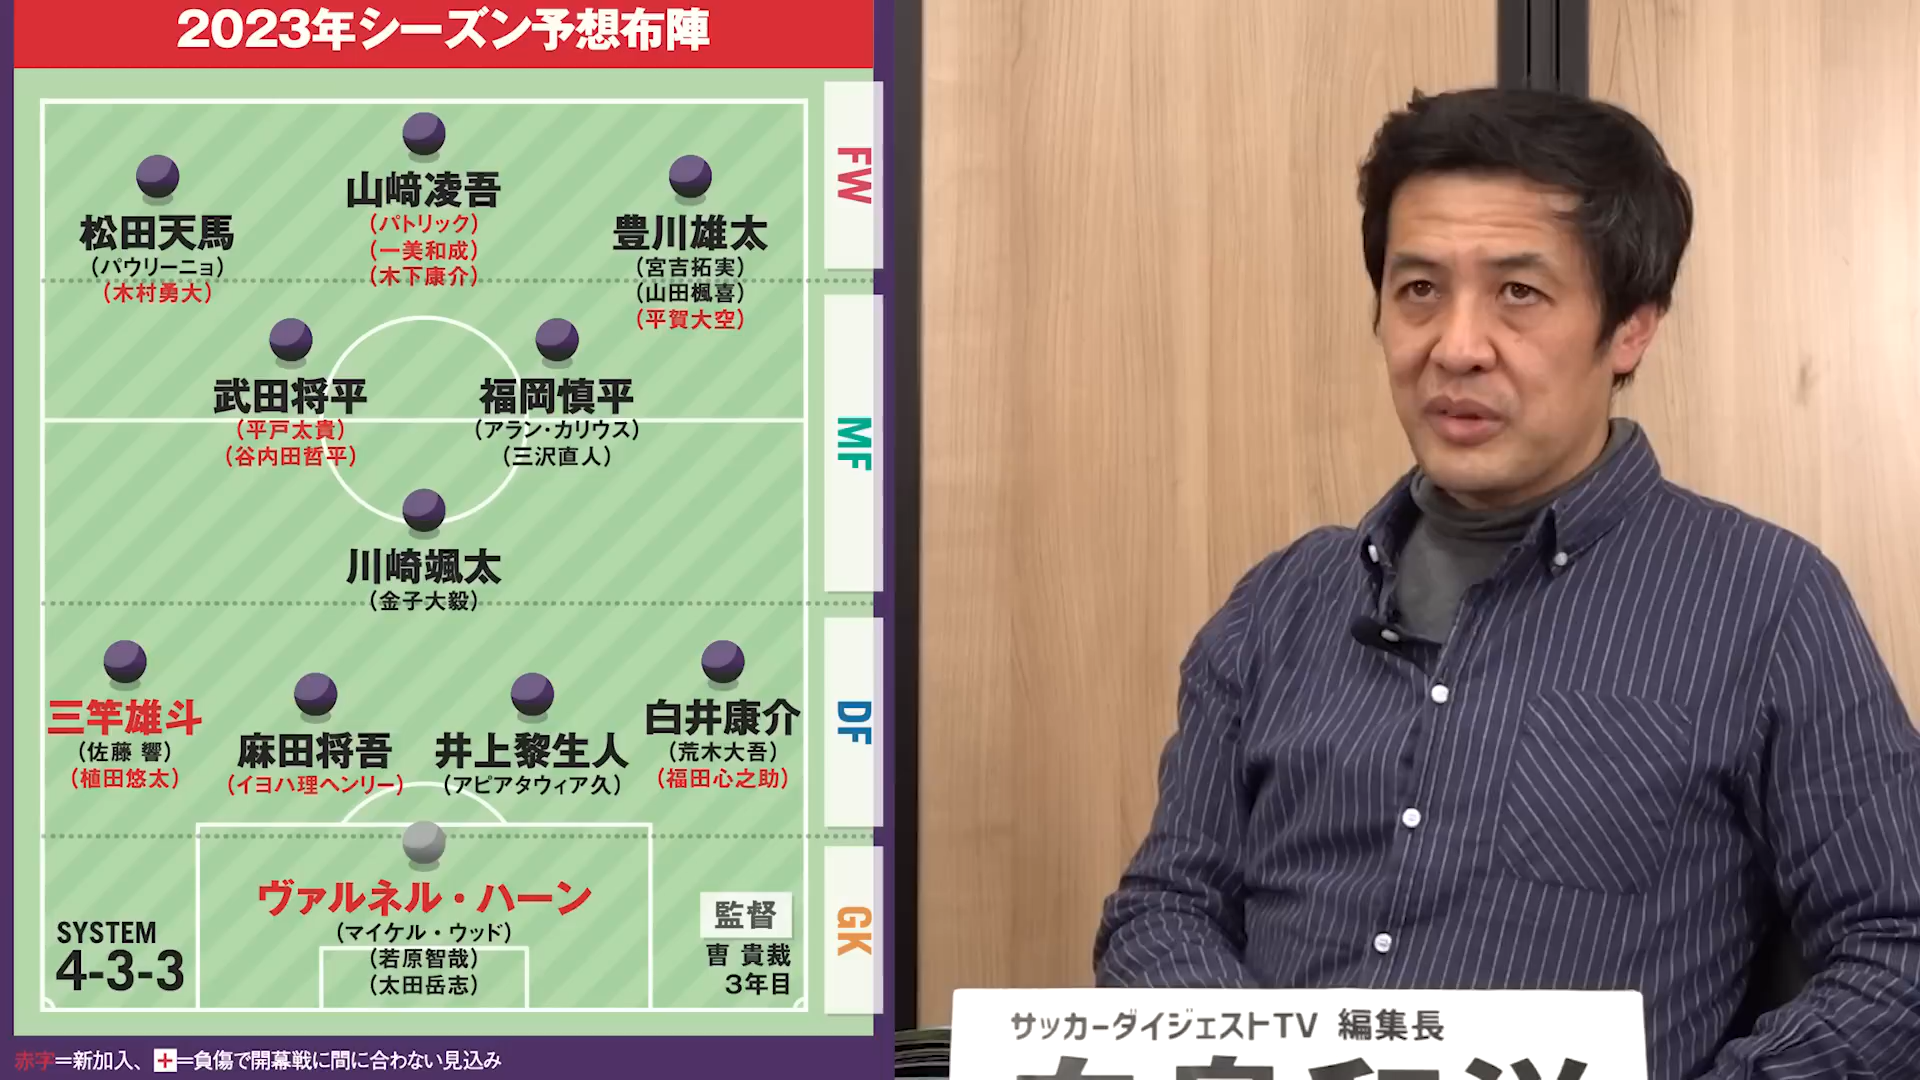 2023年シーズン予想布陣
FW
山﨑凌吾
(パトリック)
(一美和成)
(木下康介)
松田天馬
(パウリーニョ)
(木村勇大)
豊川雄太
(宮吉拓実)
(山田楓喜)
(平賀大空)
MF
武田将平
(平戸太貴)
(谷内田哲平)
福岡慎平
(アラン・カリウス)
(三沢直人)
川﨑颯太
(金子大毅)
DF
三竿雄斗
(佐藤 響)
(植田悠太)
麻田将吾
(イヨハ理ヘンリー)
井上黎生人
(アピアタウィア久)
白井康介
(荒木大吾)
(福田心之助)
GK
ヴァルネル・ハーン
(マイケル・ウッド)
(若原智哉)
(太田岳志)
SYSTEM
4-3-3
監督
曺 貴裁
3年目
赤字=新加入、+=負傷で開幕戦に間に合わない見込み
サッカーダイジェストTV 編集長